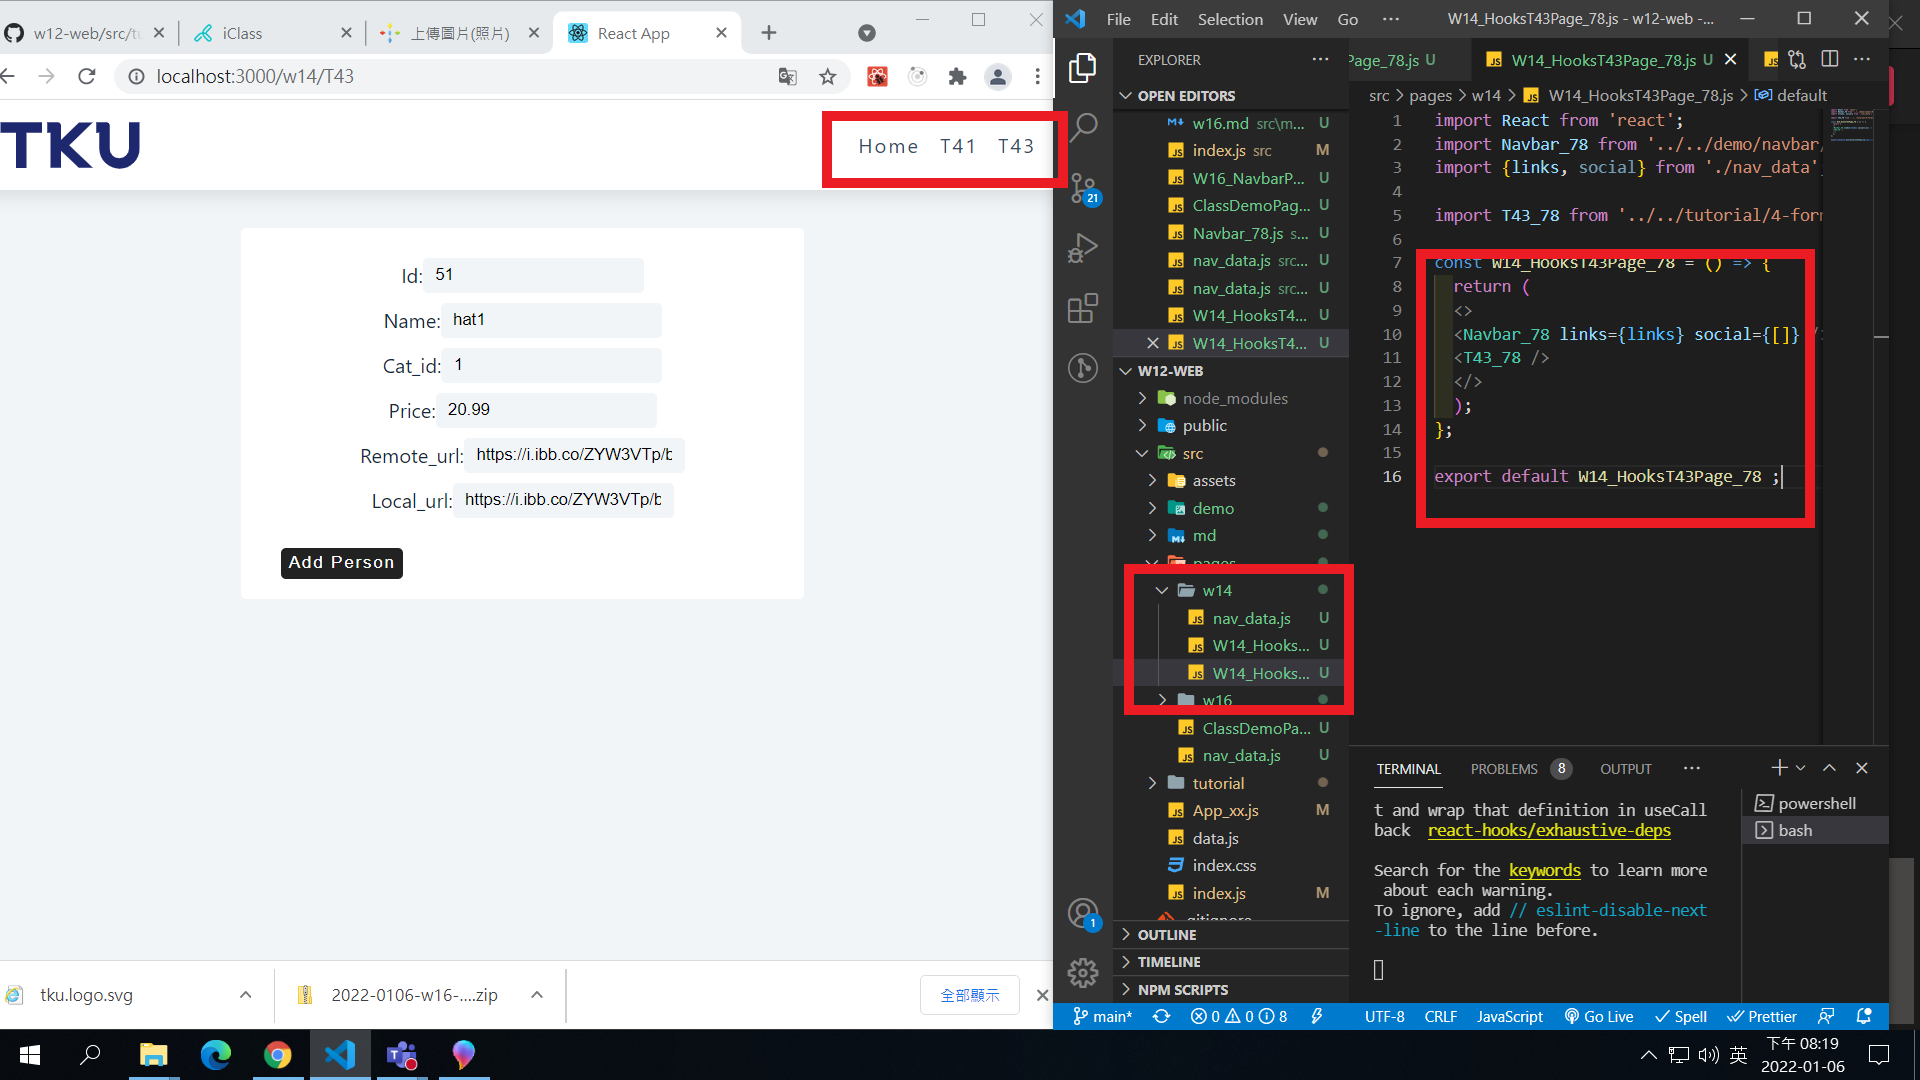 w12-web/src/tu
iClass
上傳圖片(照片)
React App
localhost:3000/w14/T43
TKU
Home T41 T43
Id: 51
Name: hat1
Cat_id: 1
Price: 20.99
Remote_url: https://i.ibb.co/ZYW3VTp/b
Local_url: https://i.ibb.co/ZYW3VTp/b
Add Person
tku.logo.svg
2022-0106-w16-....zip
全部顯示
File Edit Selection View Go ···
W14_HooksT43Page_78.js - w12-web -...
EXPLORER
OPEN EDITORS
w16.md src\m... U
index.js src M
W16_NavbarP... U
ClassDemoPag... U
Navbar_78.js s... U
nav_data.js src... U
nav_data.js src... U
W14_HooksT4... U
W14_HooksT4... U
W12-WEB
node_modules
public
src
assets
demo
md
pages
w14
nav_data.js U
W14_Hooks... U
W14_Hooks... U
w16
ClassDemoPa... U
nav_data.js U
tutorial
App_xx.js M
data.js
index.css
index.js M
.gitignore
OUTLINE
TIMELINE
NPM SCRIPTS
Page_78.js U
W14_HooksT43Page_78.js U
src > pages > w14 > W14_HooksT43Page_78.js > default
1 import React from 'react';
2 import Navbar_78 from '../../demo/navbar/
3 import {links, social} from './nav_data'
4
5 import T43_78 from '../../tutorial/4-for
6
7 const W14_HooksT43Page_78 = () => {
8 return (
9 <>
10 <Navbar_78 links={links} social={[]} />
11 <T43_78 />
12 </>
13 );
14 };
15
16 export default W14_HooksT43Page_78 ;
TERMINAL PROBLEMS 8 OUTPUT ···
t and wrap that definition in useCall
back react-hooks/exhaustive-deps
Search for the keywords to learn more
about each warning.
To ignore, add // eslint-disable-next
-line to the line before.
powershell
bash
21
1
main* 0 0 8 UTF-8 CRLF JavaScript Go Live Spell Prettier
英
下午 08:19
2022-01-06